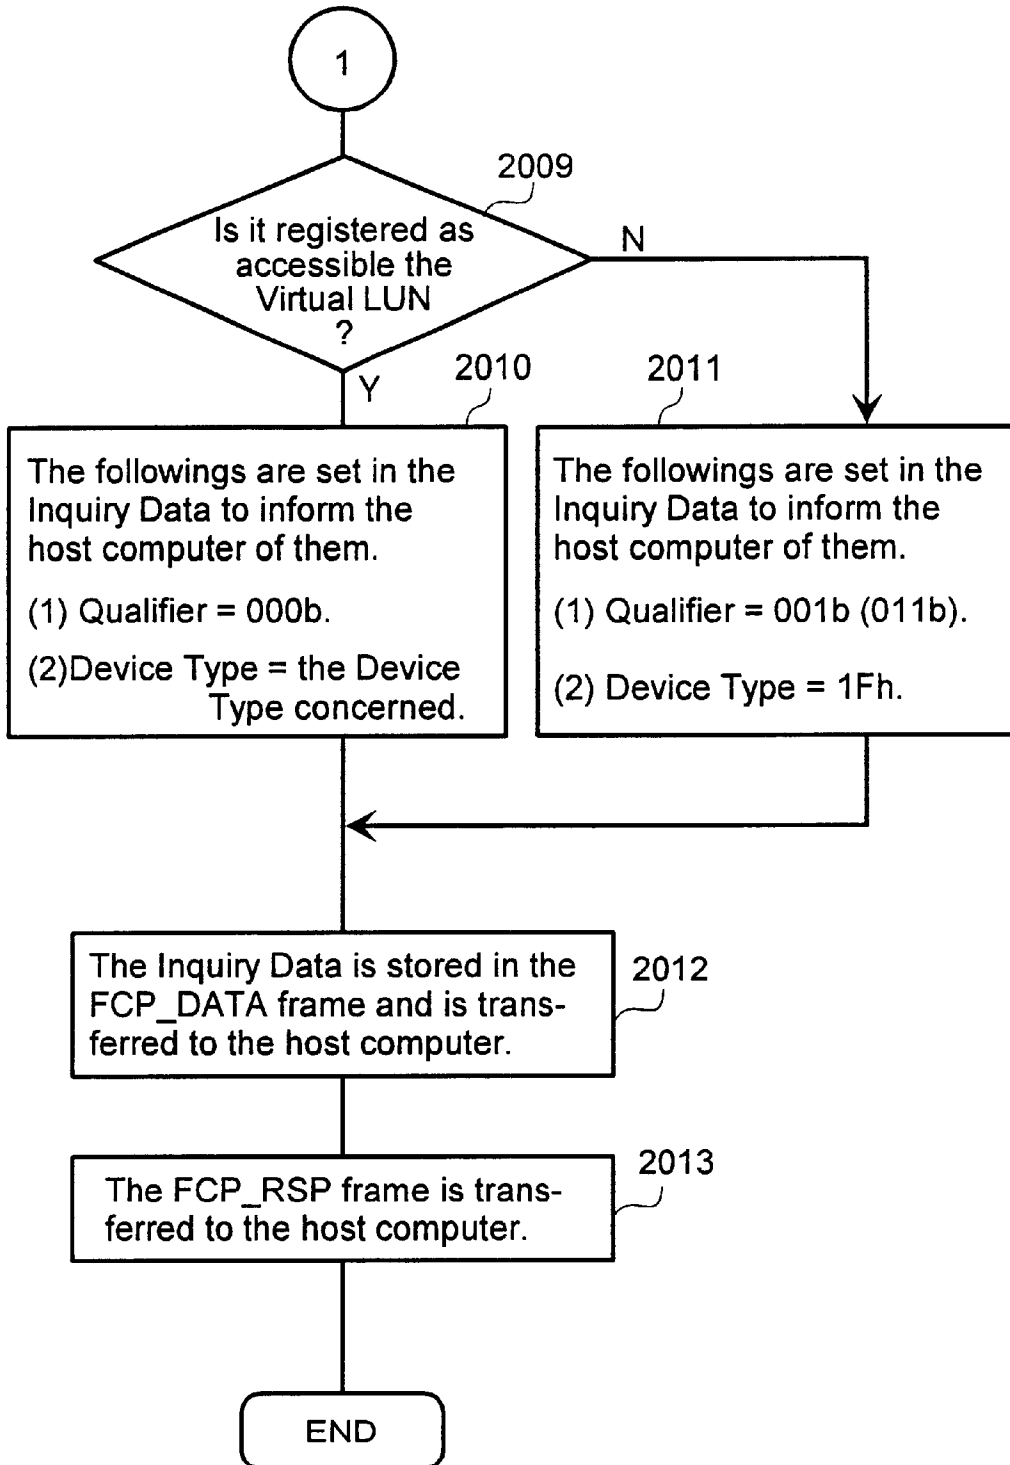 1
2009
Is it registered as
accessible the
Virtual LUN
?
N
Y
2010
2011
The followings are set in the
Inquiry Data to inform the
host computer of them.
(1) Qualifier = 000b.
(2)Device Type = the Device
Type concerned.
The followings are set in the
Inquiry Data to inform the
host computer of them.
(1) Qualifier = 001b (011b).
(2) Device Type = 1Fh.
The Inquiry Data is stored in the
FCP_DATA frame and is trans-
ferred to the host computer.
2012
The FCP_RSP frame is trans-
ferred to the host computer.
2013
END